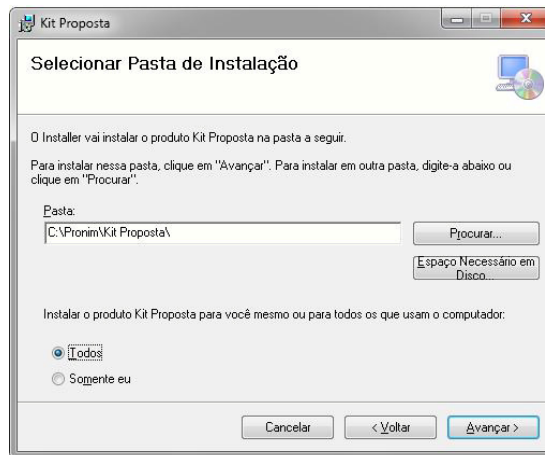 Kit Proposta
Selecionar Pasta de Instalação
O Installer vai instalar o produto Kit Proposta na pasta a seguir.
Para instalar nessa pasta, clique em "Avançar". Para instalar em outra pasta, digite-a abaixo ou
clique em "Procurar".
Pasta:
C:\Pronim\Kit Proposta\
Procurar...
Espaço Necessário em
Disco...
Instalar o produto Kit Proposta para você mesmo ou para todos os que usam o computador:
Todos
Somente eu
Cancelar
< Voltar
Avançar >